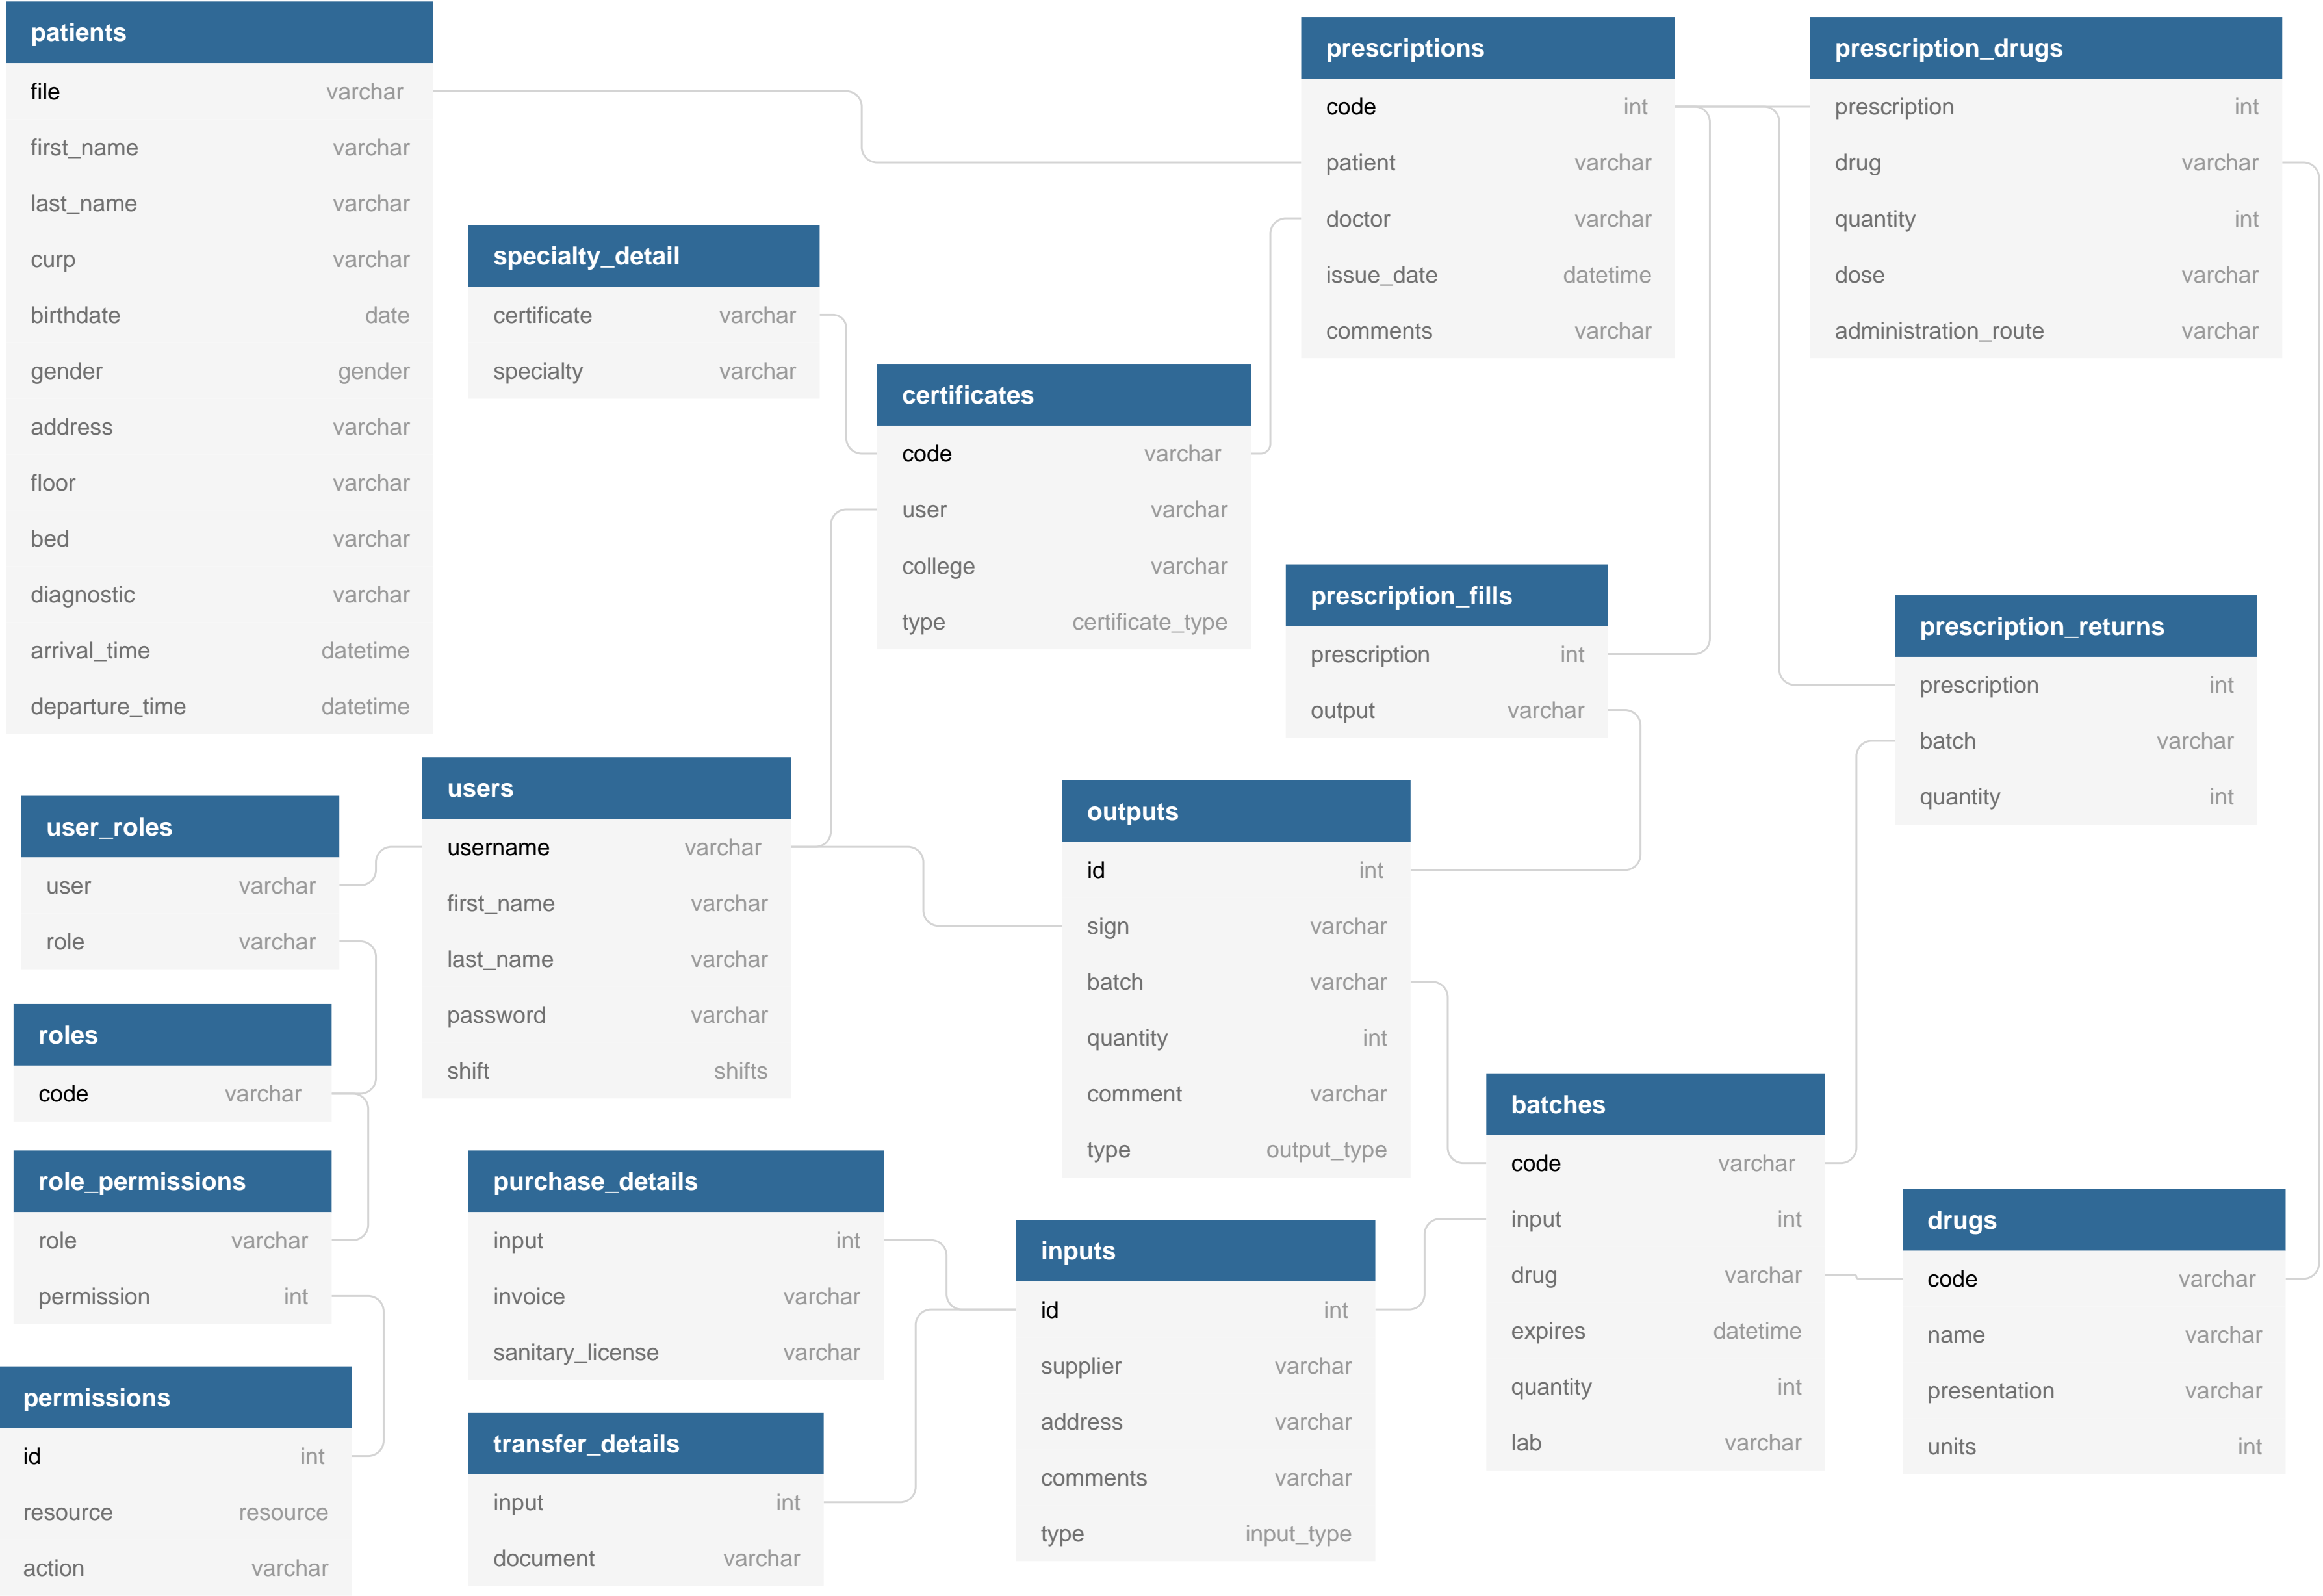 patients
file varchar
first_name varchar
last_name varchar
curp varchar
birthdate date
gender gender
address varchar
floor varchar
bed varchar
diagnostic varchar
arrival_time datetime
departure_time datetime
prescriptions
code int
patient varchar
doctor varchar
issue_date datetime
comments varchar
prescription_drugs
prescription int
drug varchar
quantity int
dose varchar
administration_route varchar
specialty_detail
certificate varchar
specialty varchar
certificates
code varchar
user varchar
college varchar
type certificate_type
prescription_fills
prescription int
output varchar
prescription_returns
prescription int
batch varchar
quantity int
user_roles
user varchar
role varchar
users
username varchar
first_name varchar
last_name varchar
password varchar
shift shifts
outputs
id int
sign varchar
batch varchar
quantity int
comment varchar
type output_type
roles
code varchar
role_permissions
role varchar
permission int
permissions
id int
resource resource
action varchar
purchase_details
input int
invoice varchar
sanitary_license varchar
transfer_details
input int
document varchar
inputs
id int
supplier varchar
address varchar
comments varchar
type input_type
batches
code varchar
input int
drug varchar
expires datetime
quantity int
lab varchar
drugs
code varchar
name varchar
presentation varchar
units int